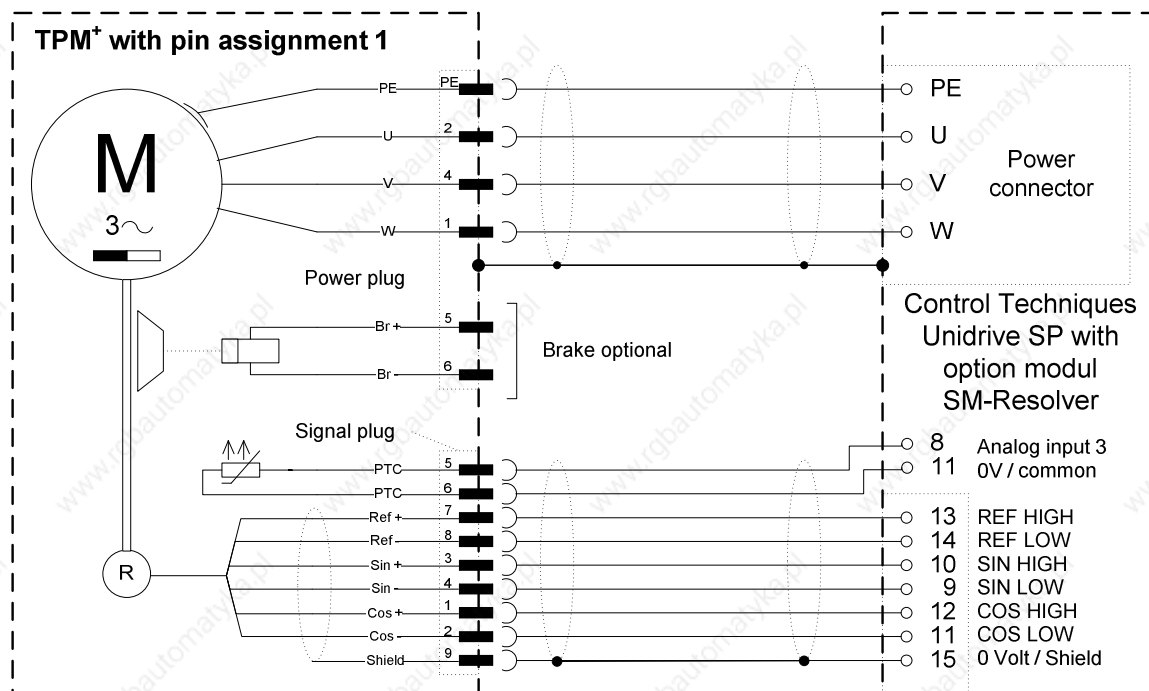 TPM+ with pin assignment 1
PE PE PE
M U 2 U
3~ V 4 V
W 1 W
Power connector
Power plug
Br + 5
Br - 6
Brake optional
Control Techniques
Unidrive SP with
option modul
SM-Resolver
Signal plug
PTC 5 8 Analog input 3
PTC 6 11 0V / common
Ref + 7 13 REF HIGH
Ref - 8 14 REF LOW
R Sin + 3 10 SIN HIGH
Sin - 4 9 SIN LOW
Cos + 1 12 COS HIGH
Cos - 2 11 COS LOW
Shield 9 15 0 Volt / Shield
www.rgbautomatyka.pl